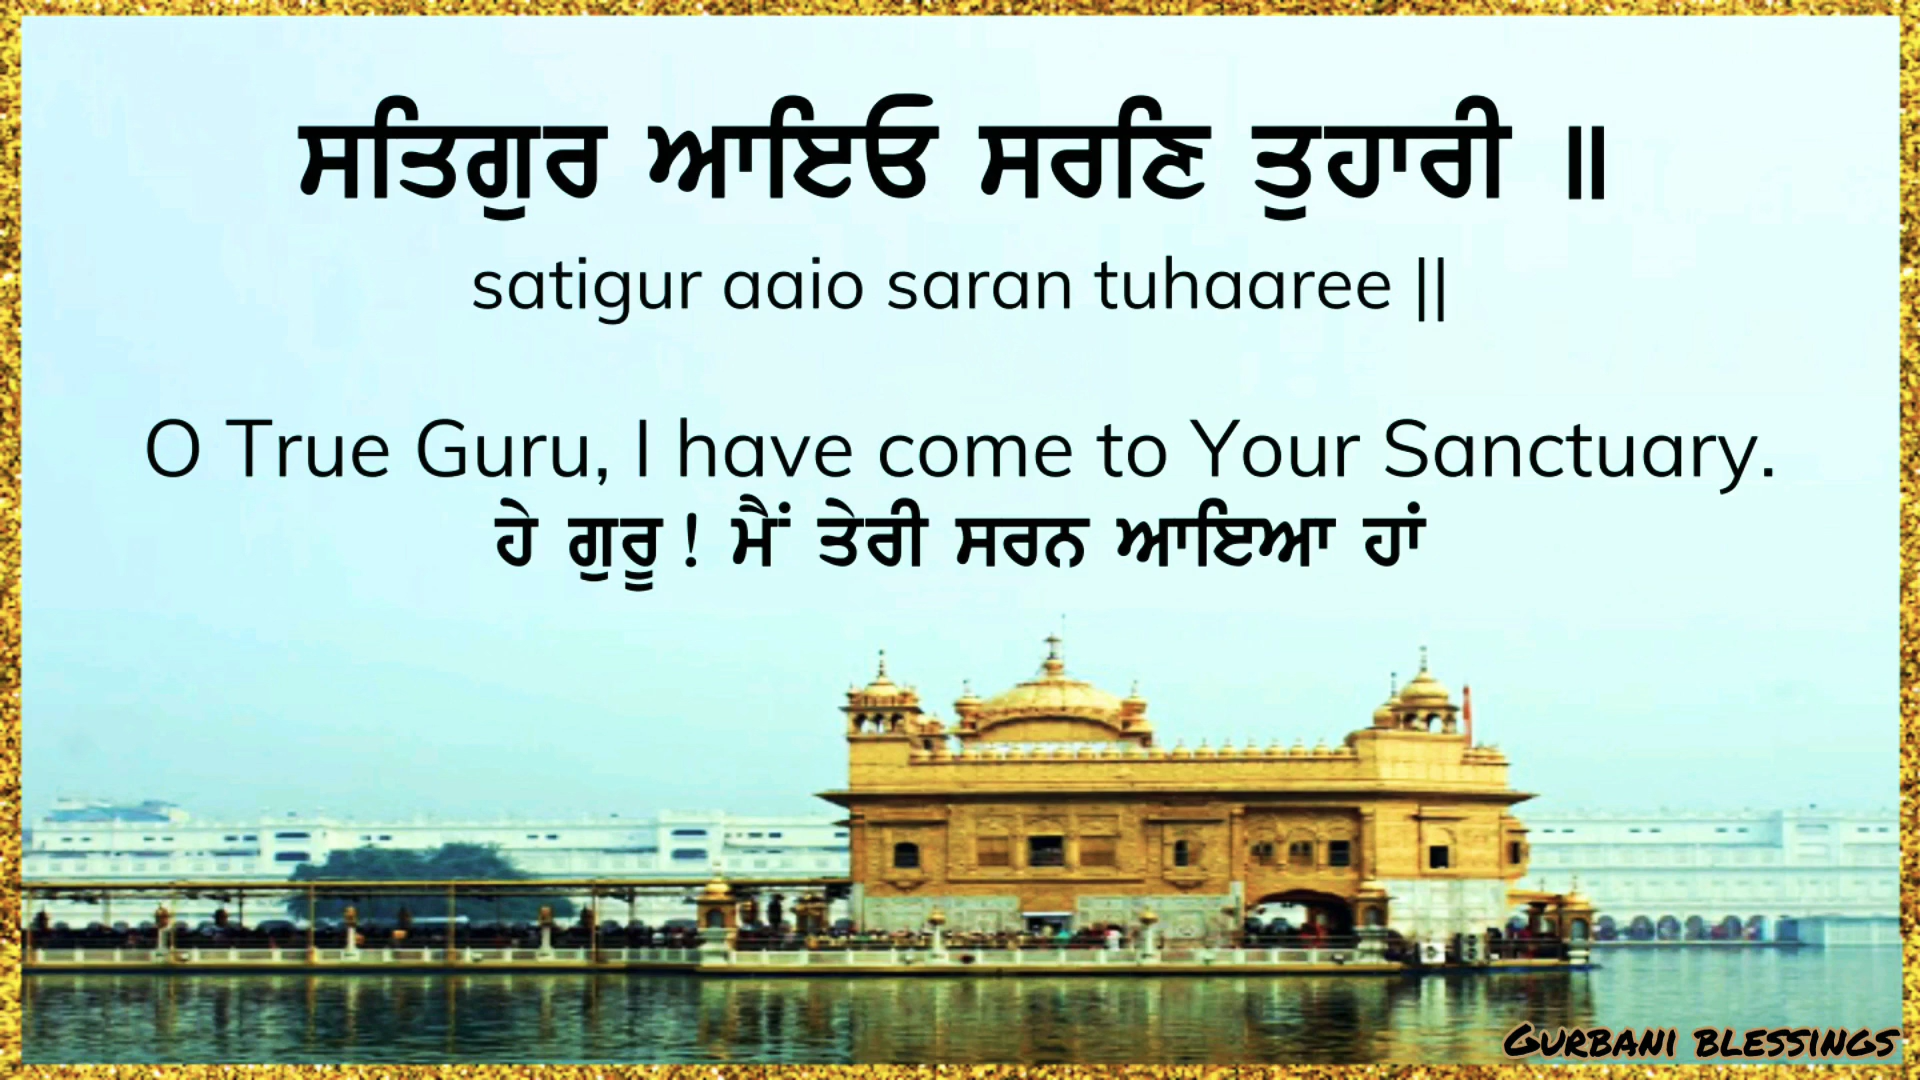 ਸਤਿਗੁਰ ਆਇਓ ਸਰਣਿ ਤੁਹਾਰੀ ॥
satigur aaio saran tuhaaree ||
O True Guru, I have come to Your Sanctuary.
ਹੇ ਗੁਰੂ ! ਮੈਂ ਤੇਰੀ ਸਰਨ ਆਇਆ ਹਾਂ
Gurbani blessings